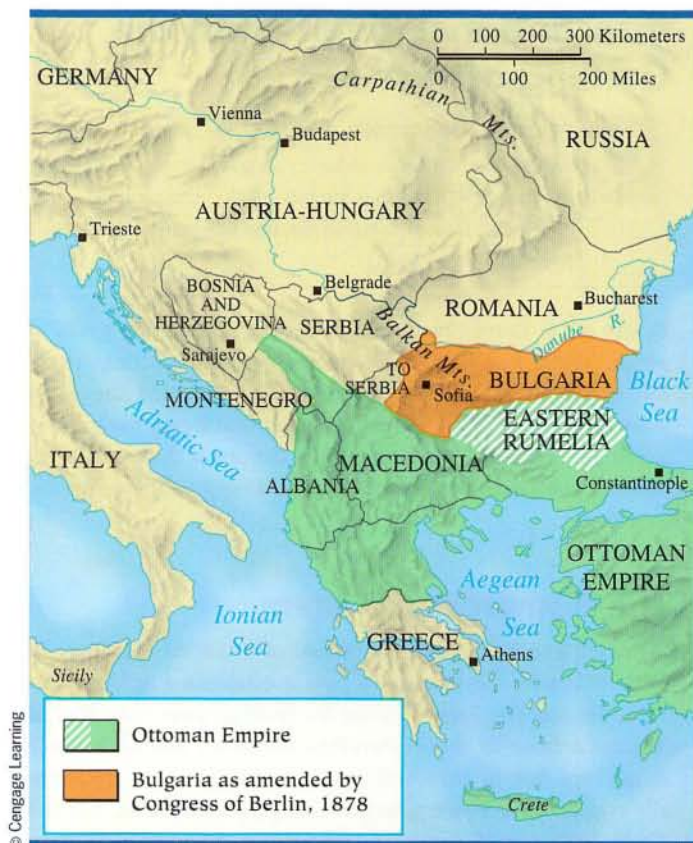 0 100 200 300 Kilometers
0 100 200 Miles
GERMANY
Carpathian
Mts.
Vienna
Budapest
RUSSIA
AUSTRIA-HUNGARY
Trieste
Belgrade
BOSNIA
AND
HERZEGOVINA
SERBIA
ROMANIA
Bucharest
Danube
R.
Balkan Mts.
Sarajevo
TO
SERBIA
Sofia
BULGARIA
Black
Sea
MONTENEGRO
EASTERN
RUMELIA
Adriatic Sea
ITALY
MACEDONIA
ALBANIA
Constantinople
OTTOMAN
EMPIRE
Aegean
Sea
Ionian
Sea
GREECE
Athens
Sicily
Ottoman Empire
Bulgaria as amended by
Congress of Berlin, 1878
Crete
© Cengage Learning